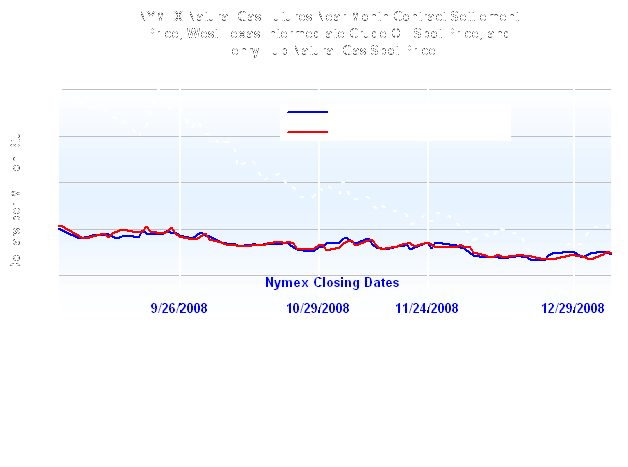 NYMEX Natural Gas Futures Near Month Contract Settlement
Price, West Texas Intermediate Crude Oil Spot Price, and
Henry Hub Natural Gas Spot Price
Nymex Closing Dates
9/26/2008 10/29/2008 11/24/2008 12/29/2008